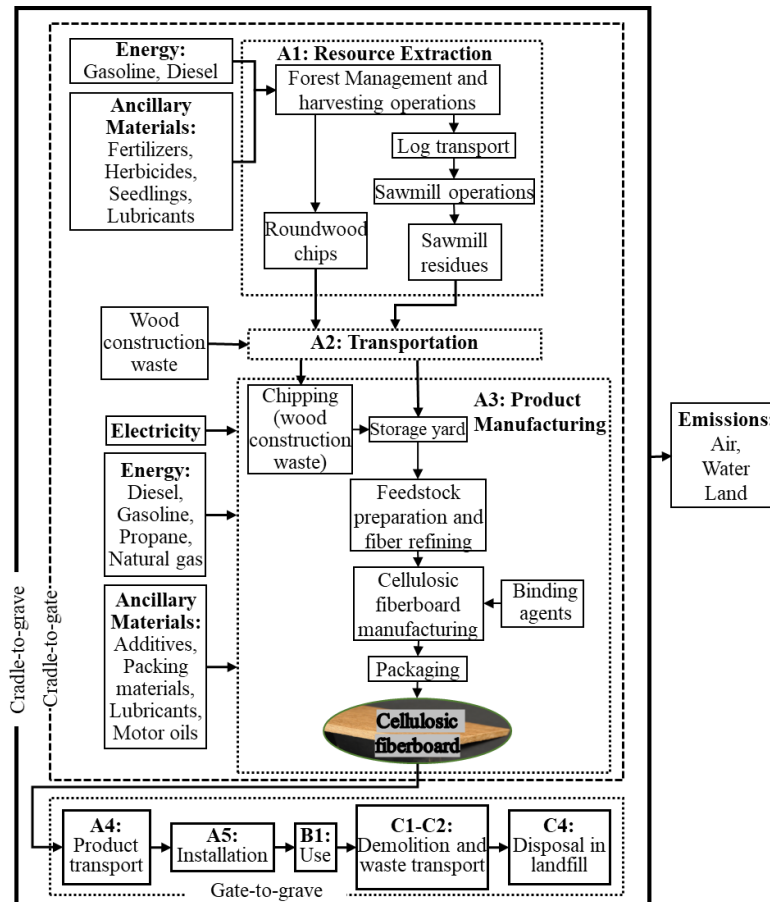 Energy:
Gasoline, Diesel
Ancillary
Materials:
Fertilizers,
Herbicides,
Seedlings,
Lubricants
A1: Resource Extraction
Forest Management and
harvesting operations
Log transport
Sawmill operations
Roundwood
chips
Sawmill
residues
Wood
construction
waste
A2: Transportation
A3: Product
Manufacturing
Chipping
(wood
construction
waste)
Storage yard
Electricity
Energy:
Diesel,
Gasoline,
Propane,
Natural gas
Feedstock
preparation and
fiber refining
Cellulosic
fiberboard
manufacturing
Binding
agents
Ancillary
Materials:
Additives,
Packing
materials,
Lubricants,
Motor oils
Packaging
Cellulosic
fiberboard
Emissions:
Air,
Water
Land
Cradle-to-grave
Cradle-to-gate
A4:
Product
transport
A5:
Installation
B1:
Use
C1-C2:
Demolition and
waste transport
C4:
Disposal in
landfill
Gate-to-grave